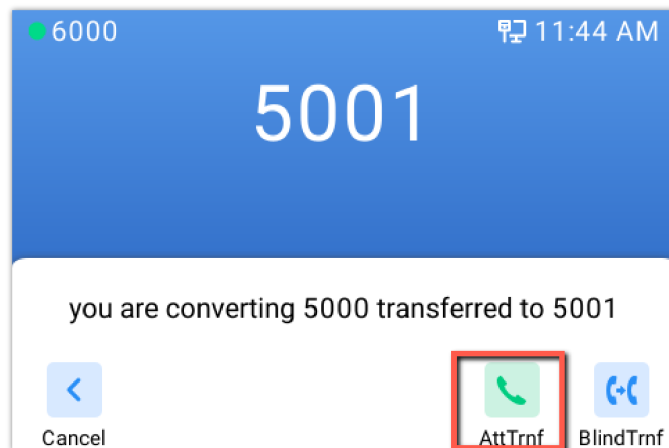 6000 11:44 AM
5001
you are converting 5000 transferred to 5001
Cancel AttTrnf BlindTrnf